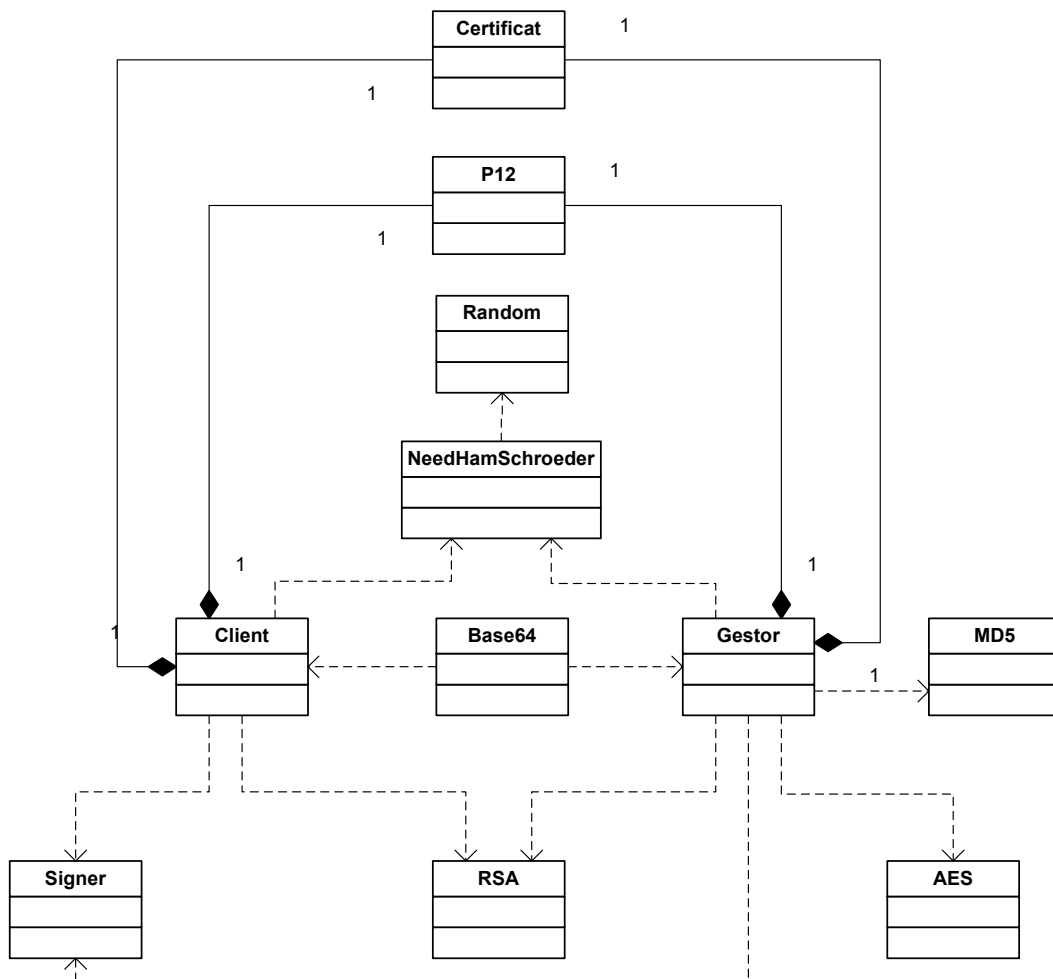 Certificat
1
1
P12
1
1
Random
NeedHamSchroeder
1
1
1
Client
Base64
Gestor
MD5
1
Signer
RSA
AES